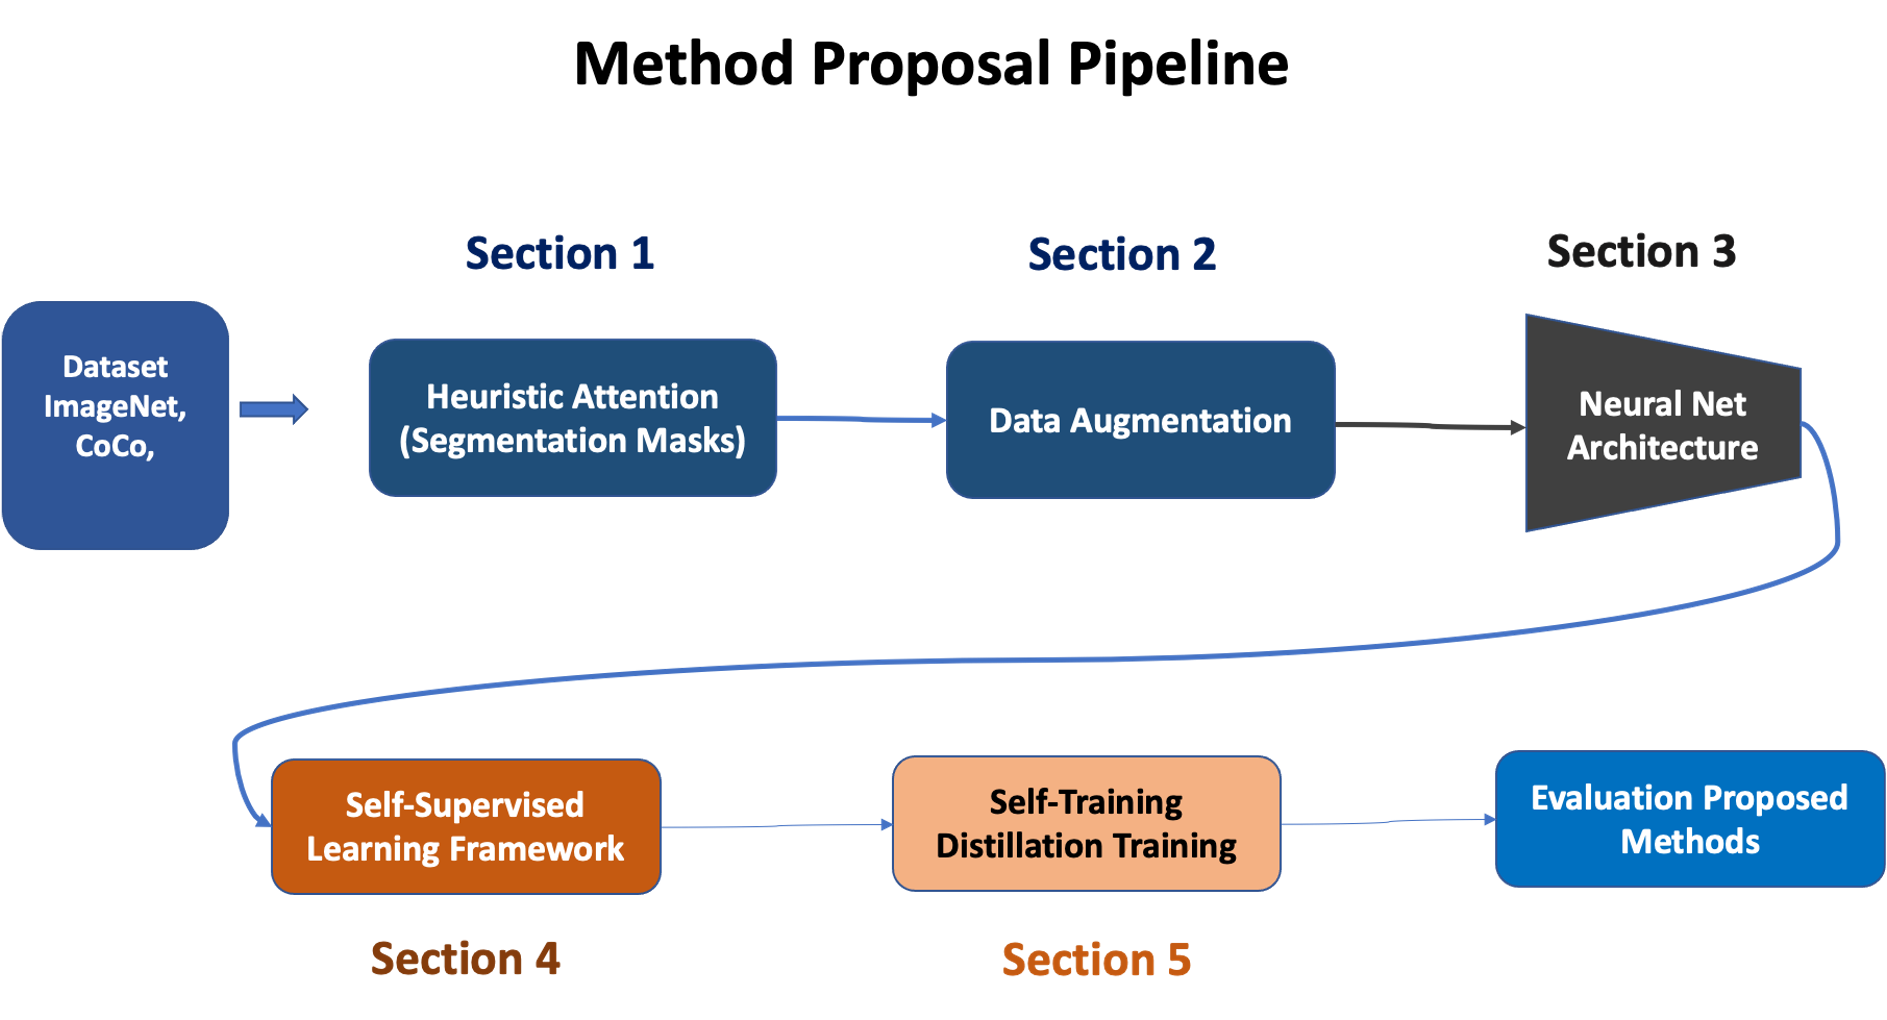 Method Proposal Pipeline
Section 1
Section 2
Section 3
Dataset
ImageNet,
CoCo,
Heuristic Attention
(Segmentation Masks)
Data Augmentation
Neural Net
Architecture
Self-Supervised
Learning Framework
Self-Training
Distillation Training
Evaluation Proposed
Methods
Section 4
Section 5